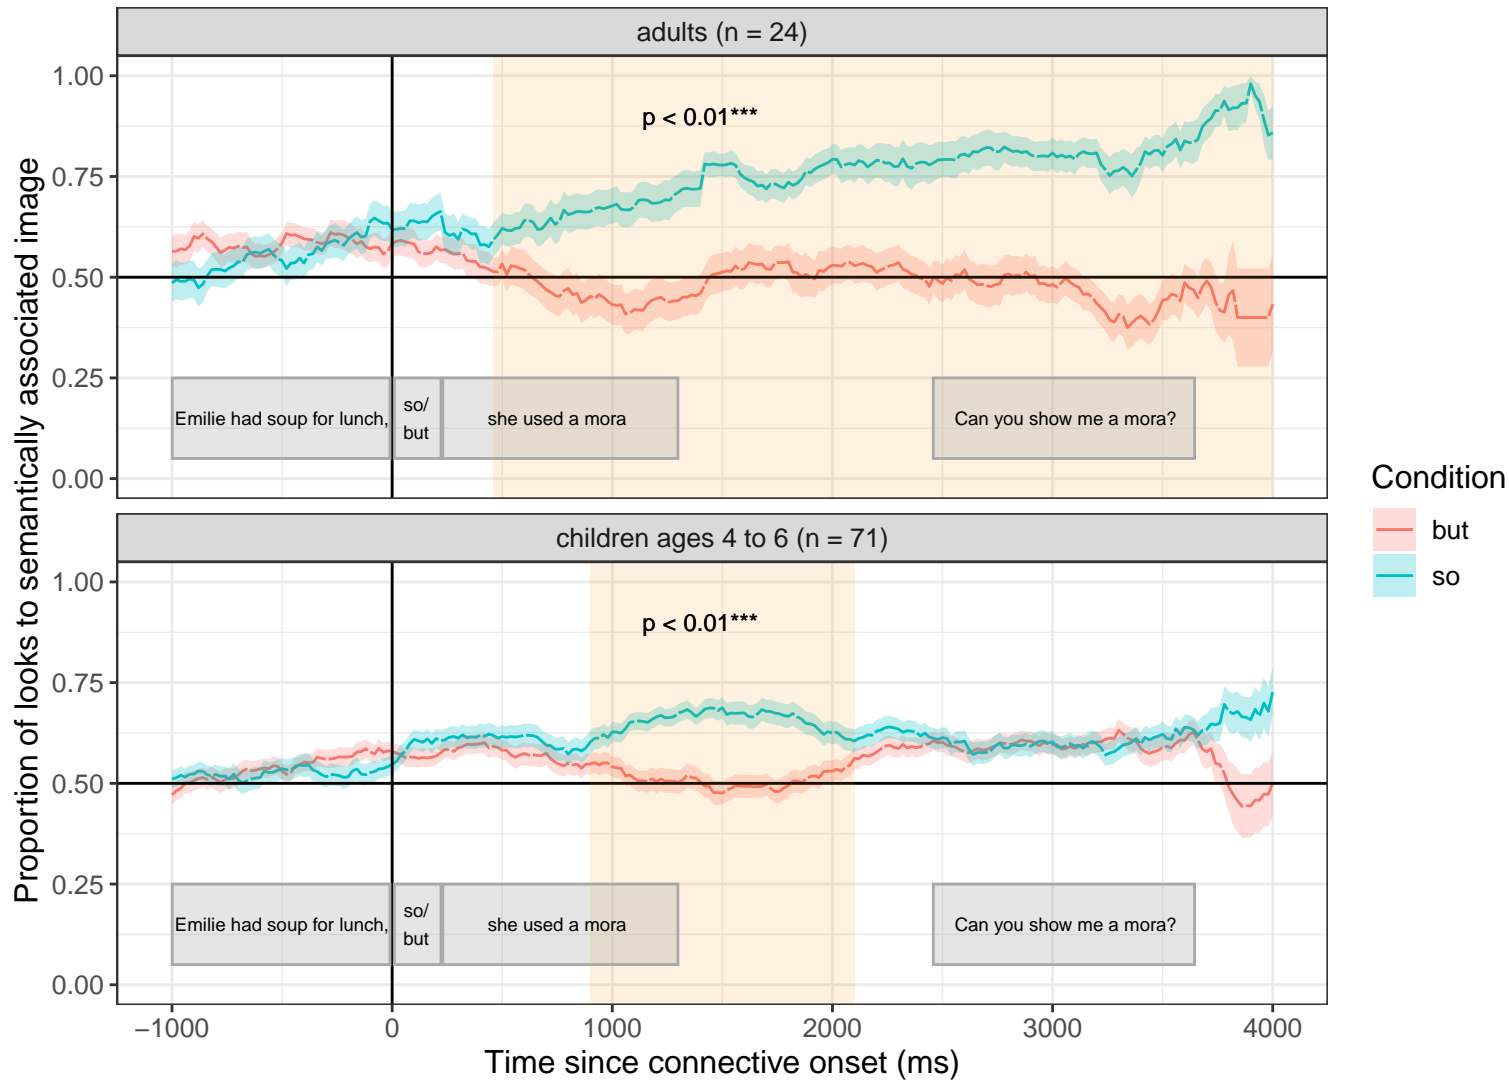 adults (n = 24)
Proportion of looks to semantically associated image
1.00
0.75
0.50
0.25
0.00
p < 0.01***
Emilie had soup for lunch,
so/
but
she used a mora
Can you show me a mora?
children ages 4 to 6 (n = 71)
1.00
0.75
0.50
0.25
0.00
p < 0.01***
Emilie had soup for lunch,
so/
but
she used a mora
Can you show me a mora?
−1000
0
1000
2000
3000
4000
Time since connective onset (ms)
Condition
but
so